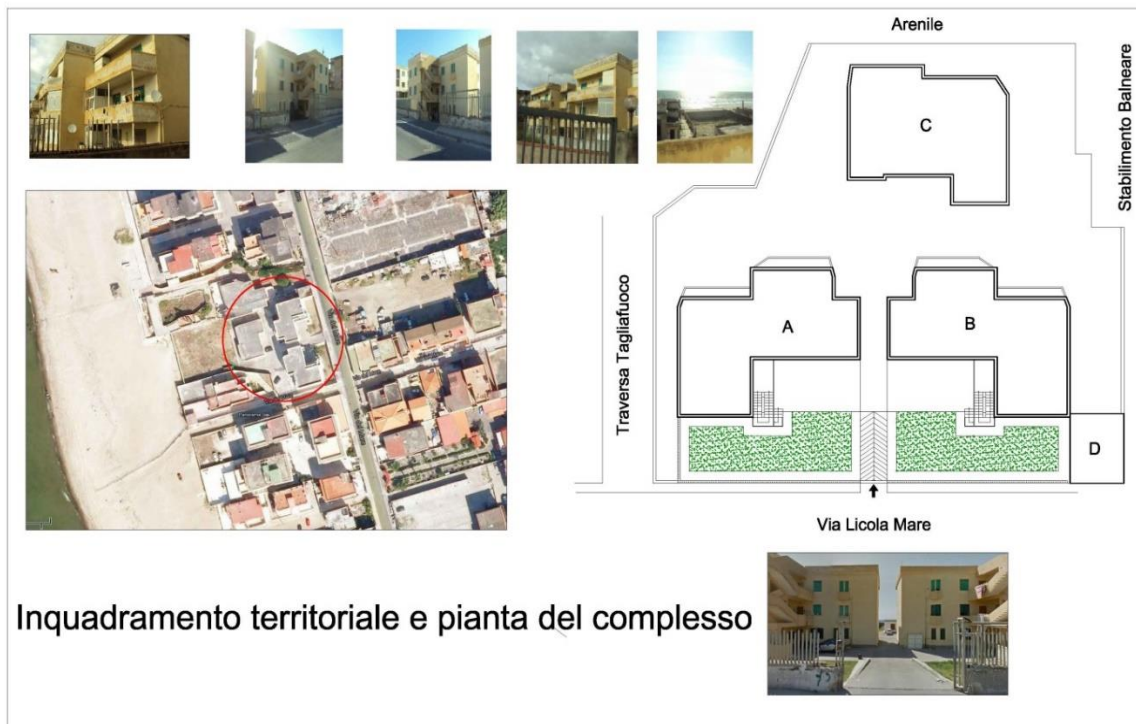 Arenile
C
Stabilimento Balneare
Traversa Tagliafuoco
A
B
D
Via Licola Mare
Inquadramento territoriale e pianta del complesso